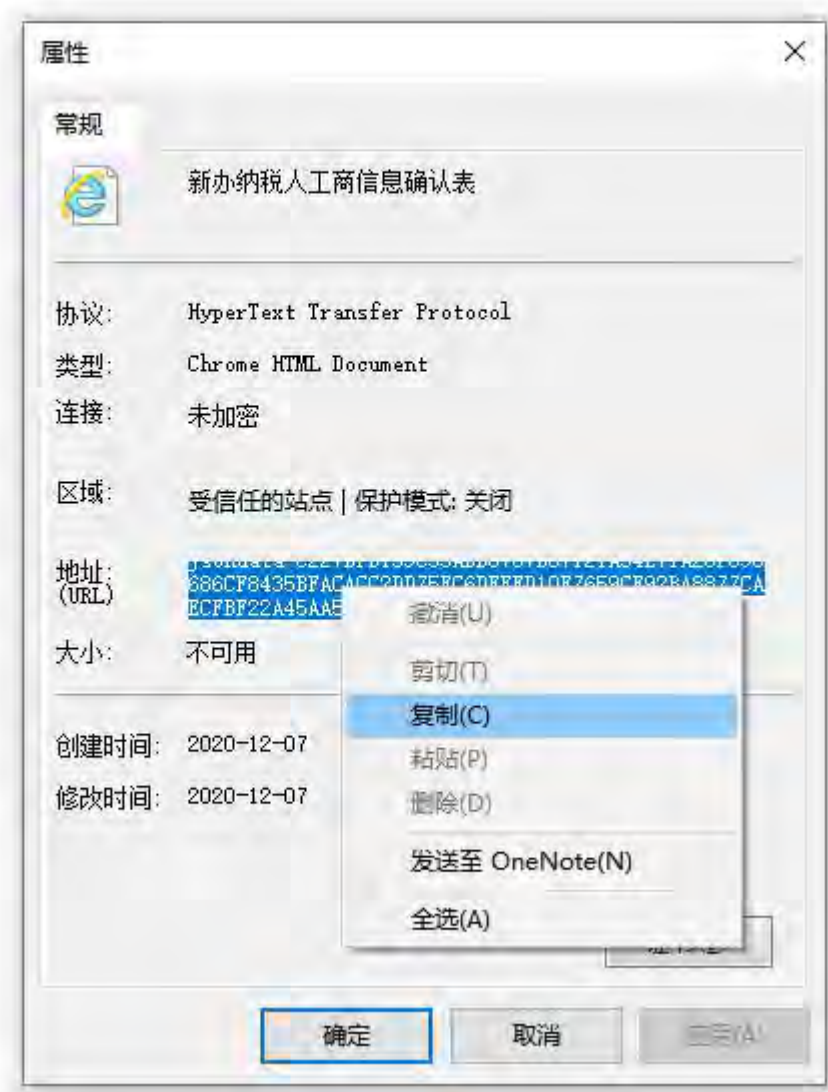 属性
常规
新办纳税人工商信息确认表
协议: HyperText Transfer Protocol
类型: Chrome HTML Document
连接: 未加密
区域: 受信任的站点 | 保护模式: 关闭
地址:
(URL)
ECFBF22A45AA5
大小: 不可用
创建时间: 2020-12-07
修改时间: 2020-12-07
撤消(U)
剪切(T)
复制(C)
粘贴(P)
删除(D)
发送至 OneNote(N)
全选(A)
确定
取消
应用(A)